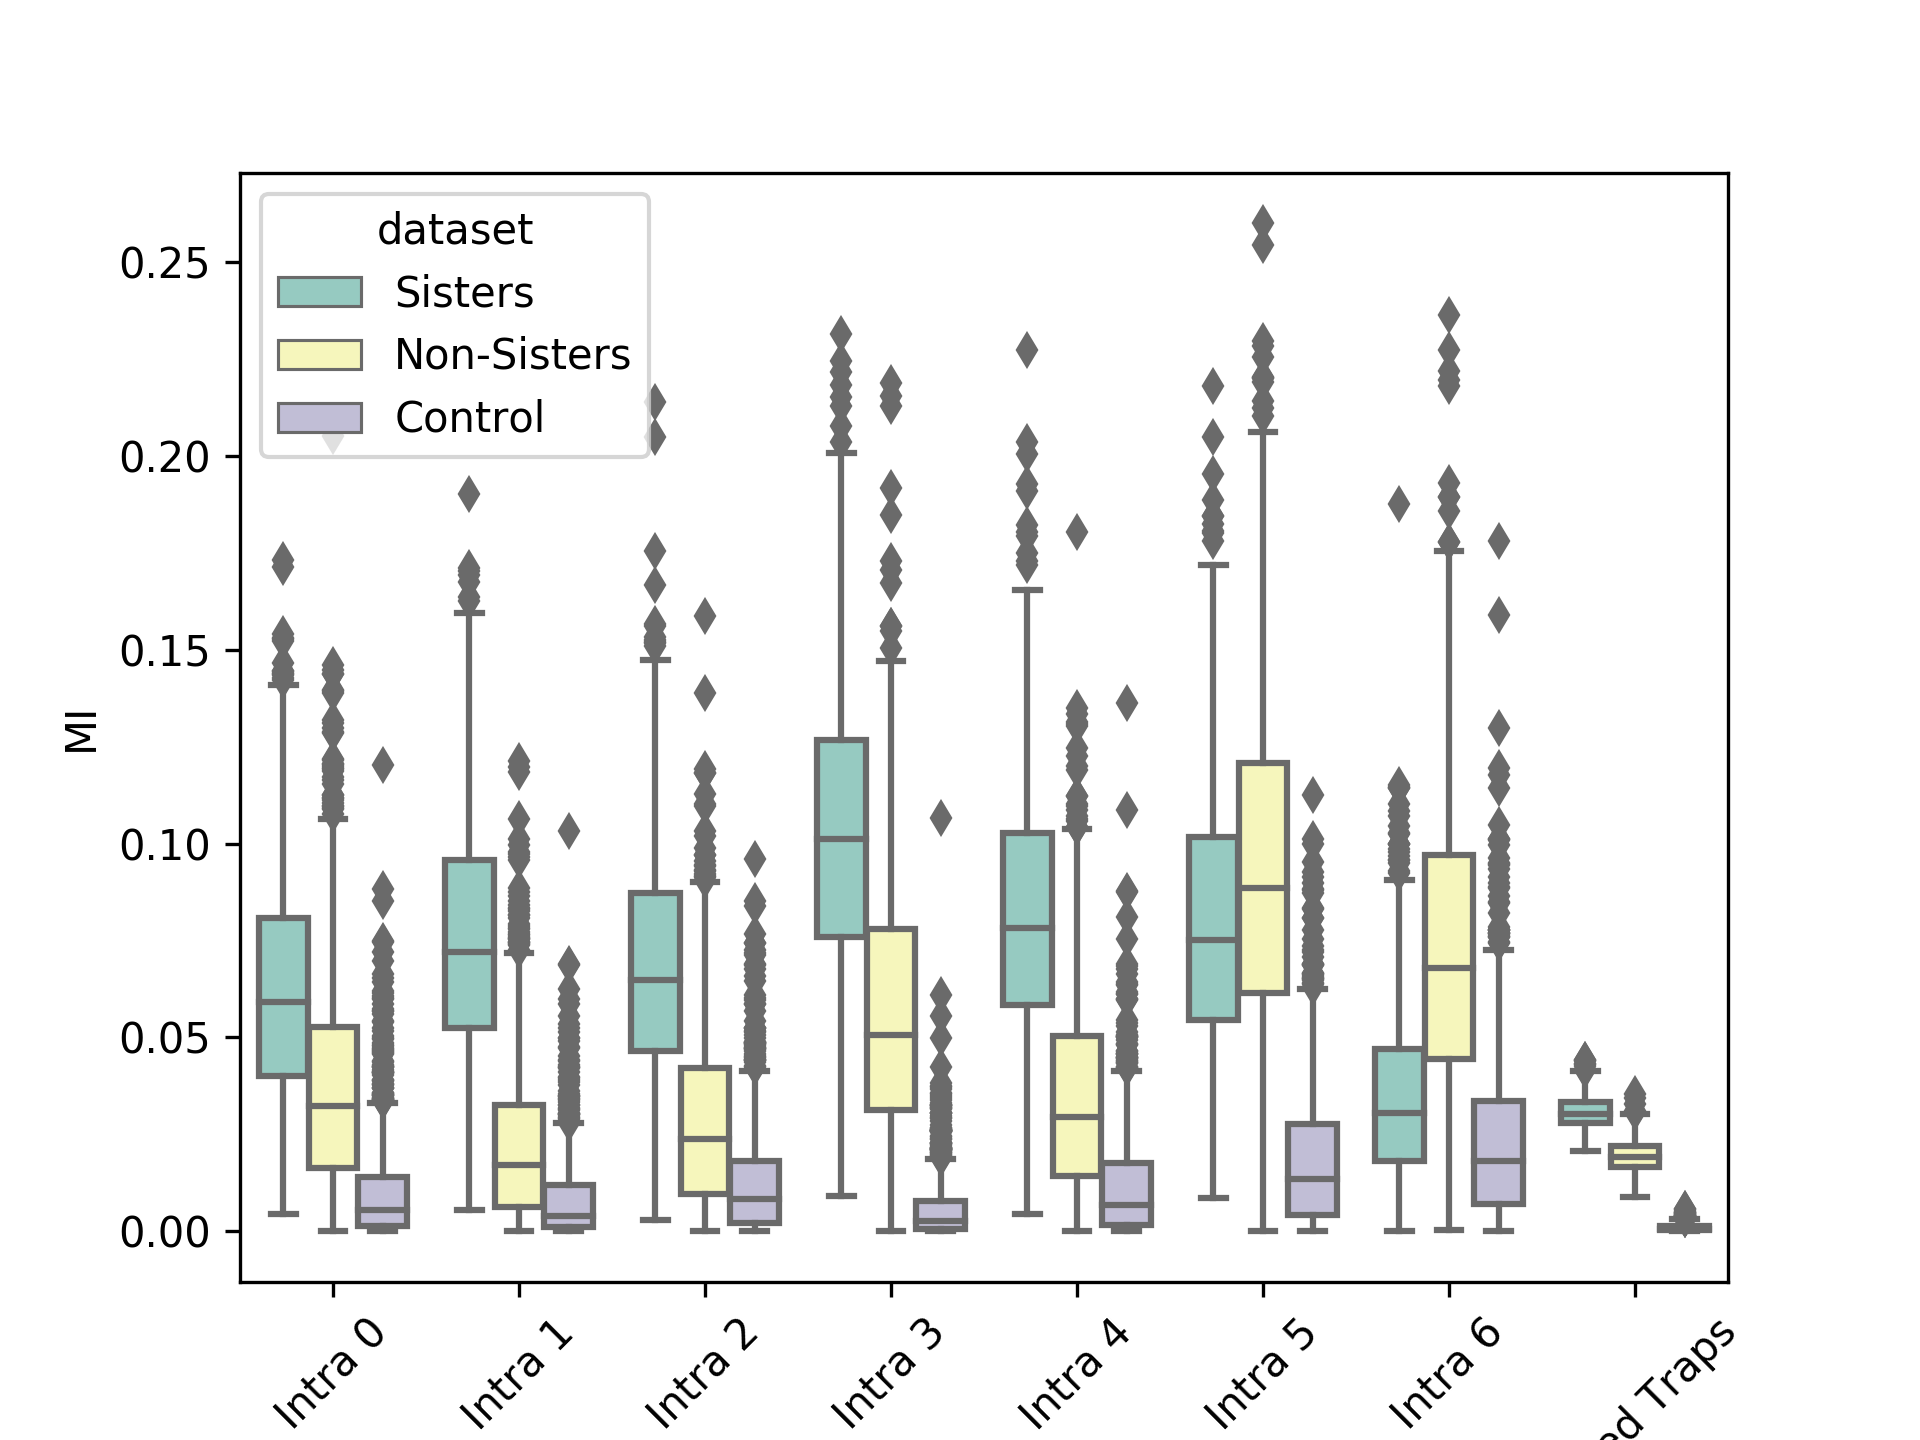 dataset
Sisters
Non-Sisters
Control
MI
0.25
0.20
0.15
0.10
0.05
0.00
Intra 0
Intra 1
Intra 2
Intra 3
Intra 4
Intra 5
Intra 6
Traps